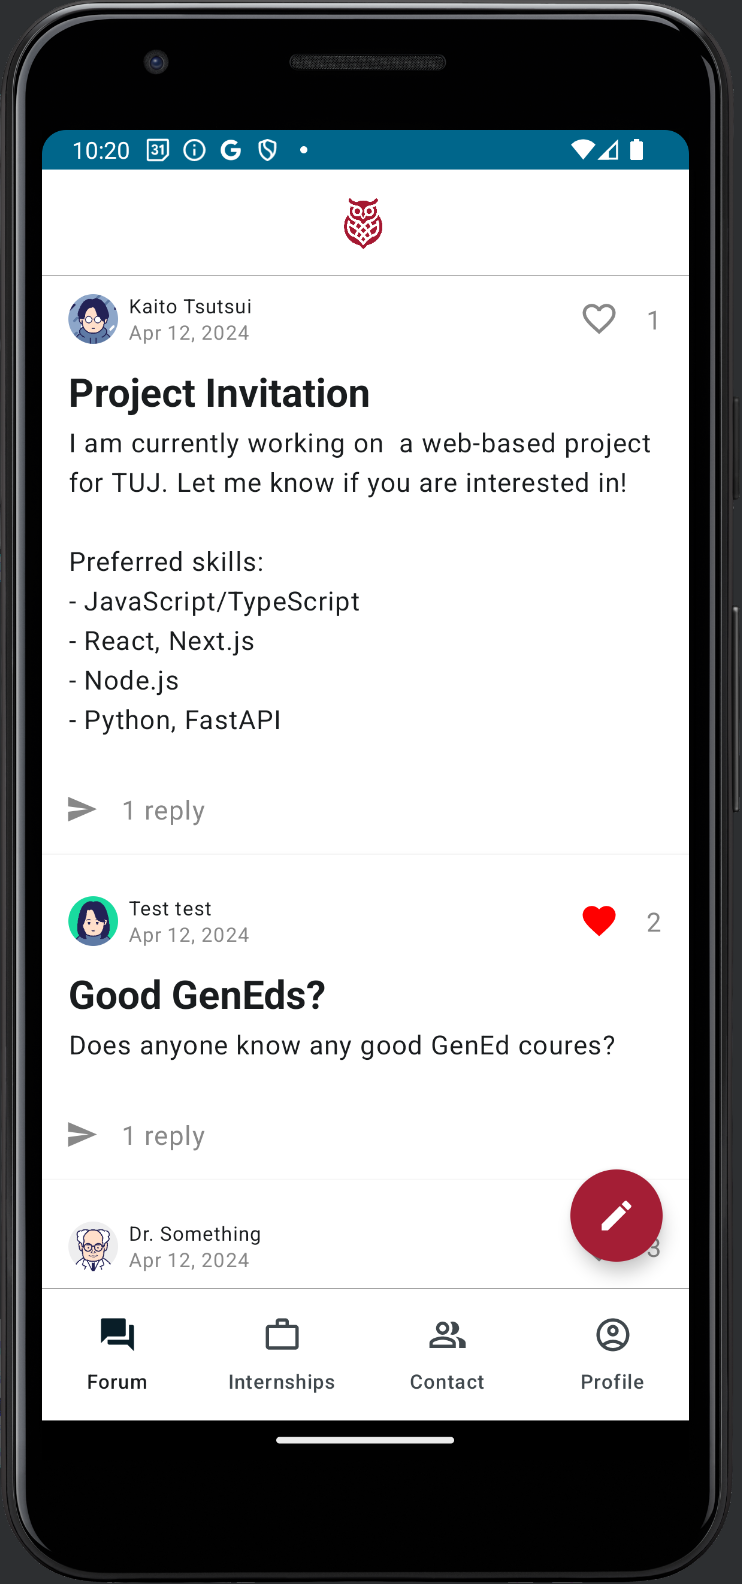 10:20 31 G
Kaito Tsutsui
Apr 12, 2024
1
Project Invitation
I am currently working on  a web-based project
for TUJ. Let me know if you are interested in!
Preferred skills:
- JavaScript/TypeScript
- React, Next.js
- Node.js
- Python, FastAPI
1 reply
Test test
Apr 12, 2024
2
Good GenEds?
Does anyone know any good GenEd coures?
1 reply
Dr. Something
Apr 12, 2024
3
Forum Internships Contact Profile